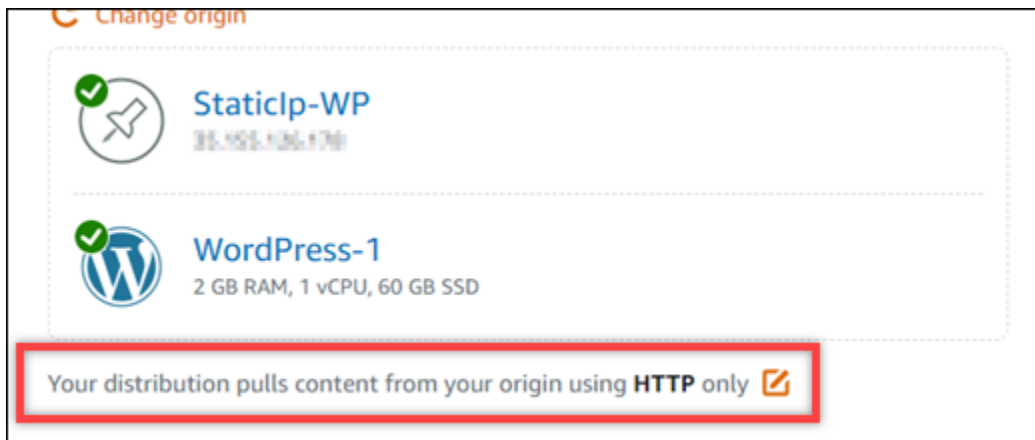 Change origin
StaticIp-WP
WordPress-1
2 GB RAM, 1 vCPU, 60 GB SSD
Your distribution pulls content from your origin using HTTP only